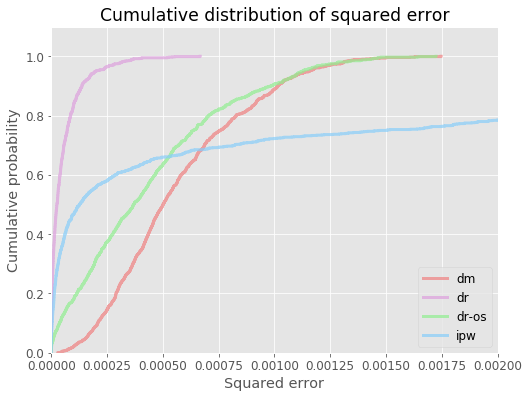 Cumulative distribution of squared error
1.0
0.8
0.6
0.4
0.2
0.0
Cumulative probability
dm
dr
dr-os
ipw
0.00000 0.00025 0.00050 0.00075 0.00100 0.00125 0.00150 0.00175 0.00200
Squared error